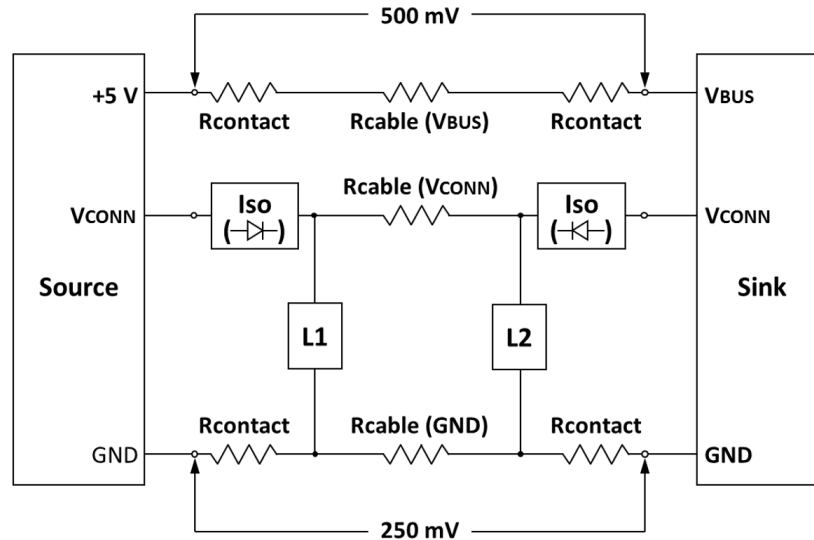 500 mV
+5 V
VBUS
Rcontact
Rcable (VBUS)
Rcontact
Rcable (VCONN)
VCONN
Iso
Iso
VCONN
( )
( )
Source
Sink
L1
L2
Rcontact
Rcable (GND)
Rcontact
GND
GND
250 mV